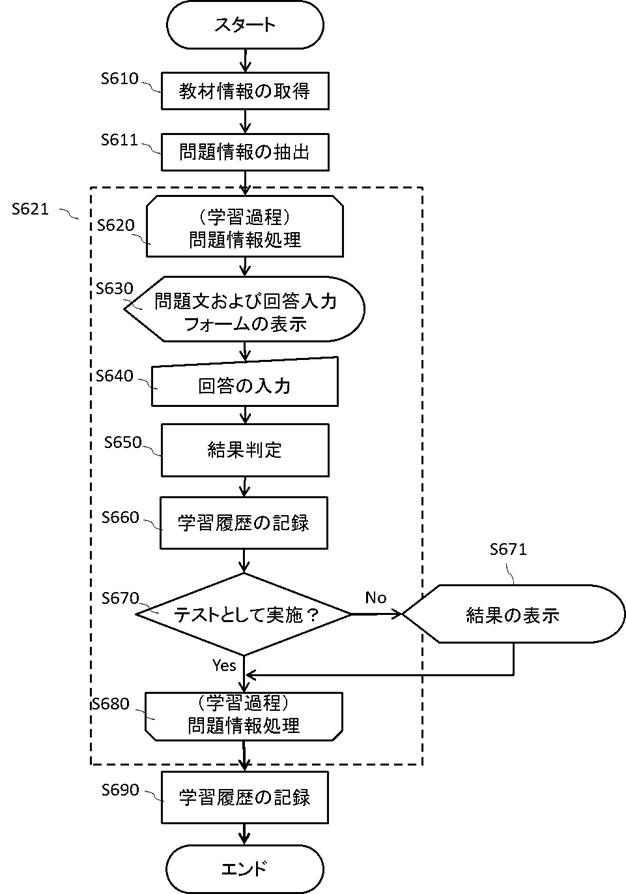 スタート
S610
教材情報の取得
S611
問題情報の抽出
S621
S620
(学習過程)
問題情報処理
S630
問題文および回答入力
フォームの表示
S640
回答の入力
S650
結果判定
S660
学習履歴の記録
S670
テストとして実施？
No
S671
結果の表示
Yes
S680
(学習過程)
問題情報処理
S690
学習履歴の記録
エンド